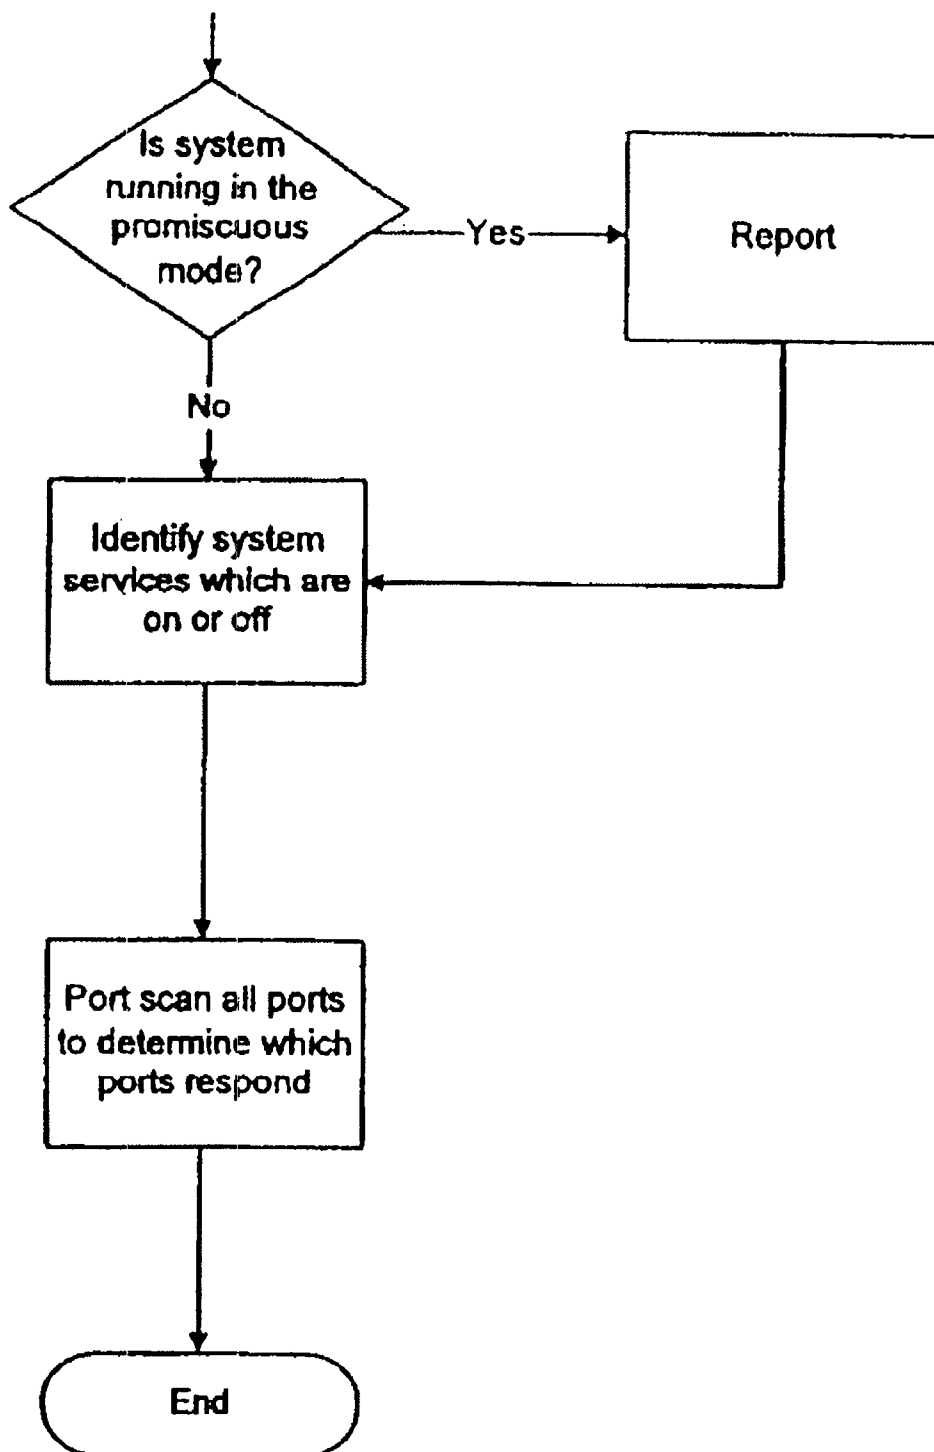 Is system
running in the
promiscuous
mode?
Yes
Report
No
Identify system
services which are
on or off
Port scan all ports
to determine which
ports respond
End